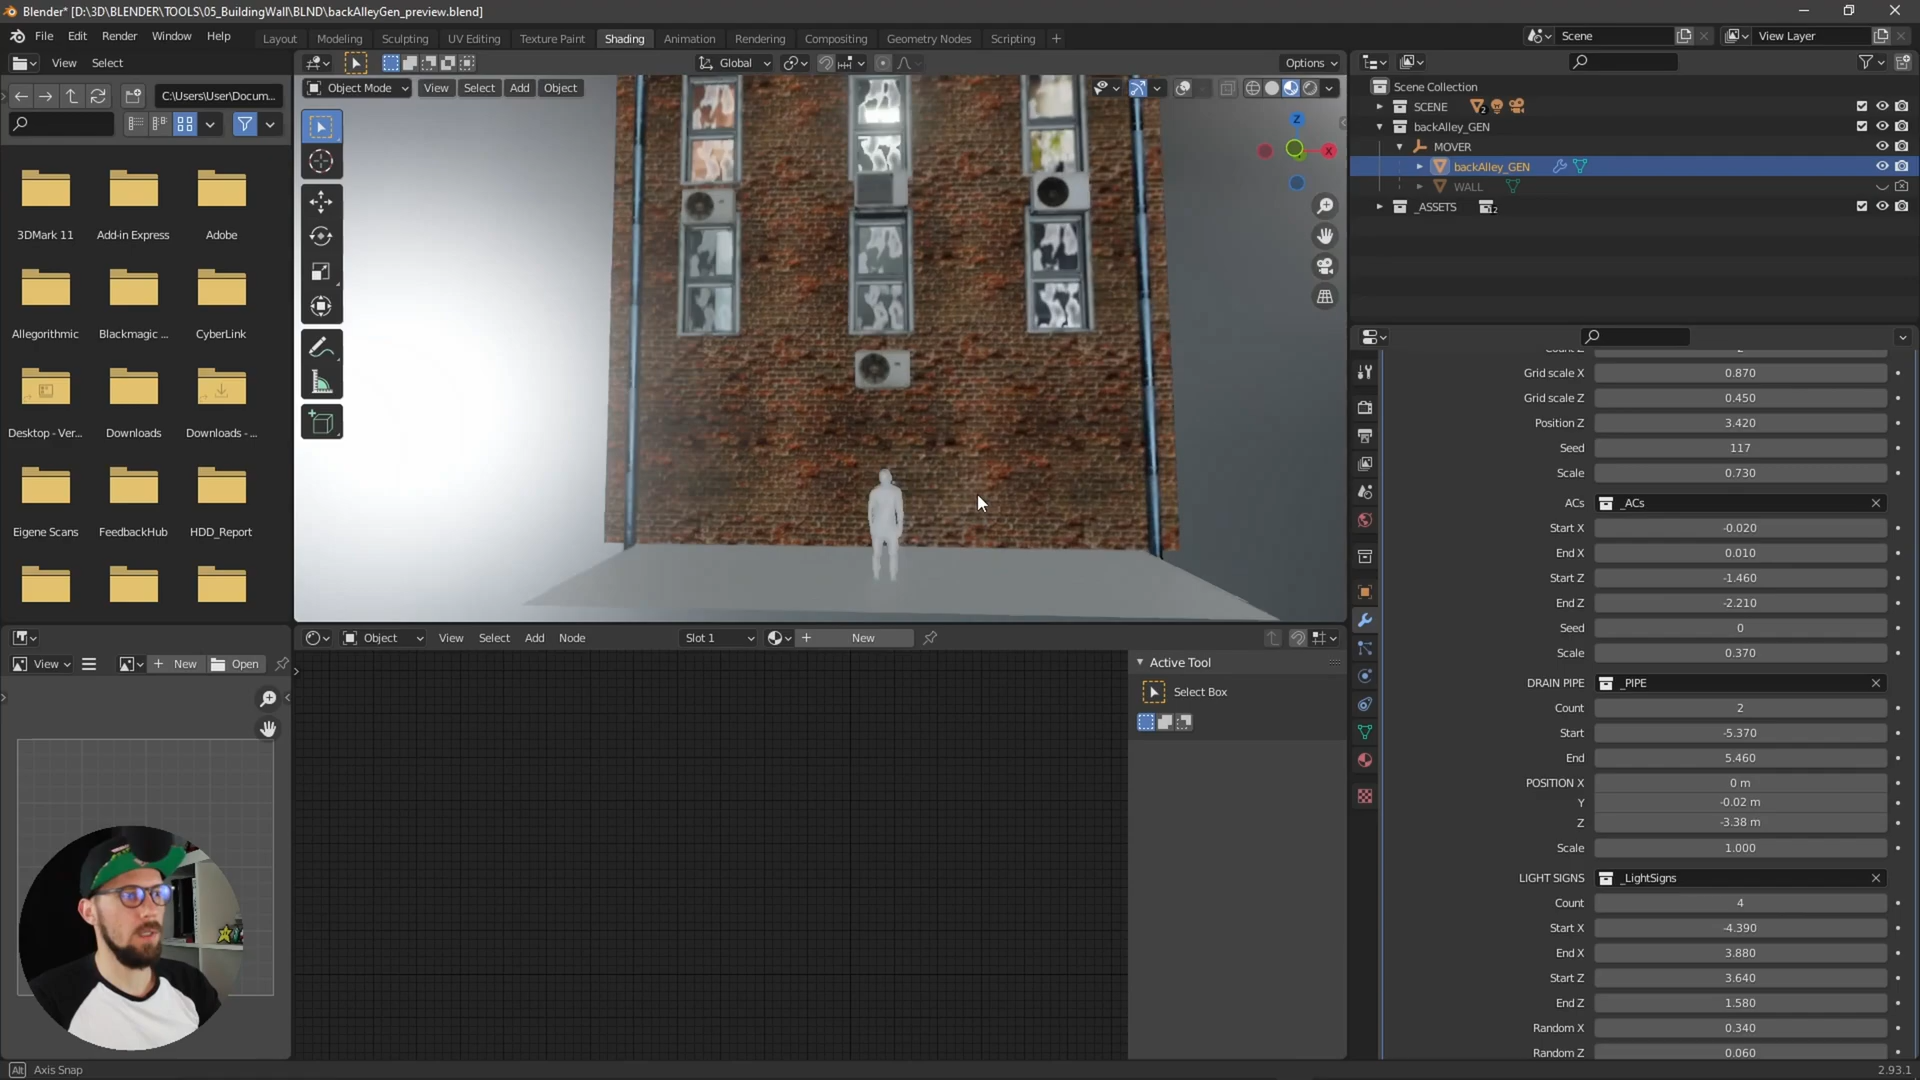 Blender* [D:\3D\BLENDER\TOOLS\05_BuildingWall\BLND\backAlleyGen_preview.blend]
File Edit Render Window Help
Layout Modeling Sculpting UV Editing Texture Paint Shading Animation Rendering Compositing Geometry Nodes Scripting +
Scene
View Layer
View Select
Global
Options
C:\Users\User\Docum...
Object Mode View Select Add Object
Scene Collection
SCENE 2
backAlley_GEN
MOVER
backAlley_GEN
WALL
_ASSETS 12
Z
X
3DMark 11 Add-in Express Adobe
Allegorithmic Blackmagic ... CyberLink
Desktop - Ver... Downloads Downloads - ...
Eigene Scans FeedbackHub HDD_Report
Grid scale X 0.870
Grid scale Z 0.450
Position Z 3.420
Seed 117
Scale 0.730
ACs _ACs
Start X -0.020
End X 0.010
Start Z -1.460
End Z -2.210
Seed 0
Scale 0.370
DRAIN PIPE _PIPE
Count 2
Start -5.370
End 5.460
POSITION X 0 m
Y -0.02 m
Z -3.38 m
Scale 1.000
LIGHT SIGNS _LightSigns
Count 4
Start X -4.390
End X 3.880
Start Z 3.640
End Z 1.580
Random X 0.340
Random Z 0.060
Object View Select Add Node Slot 1 + New
View + New Open
Active Tool
Select Box
Alt Axis Snap
2.93.1